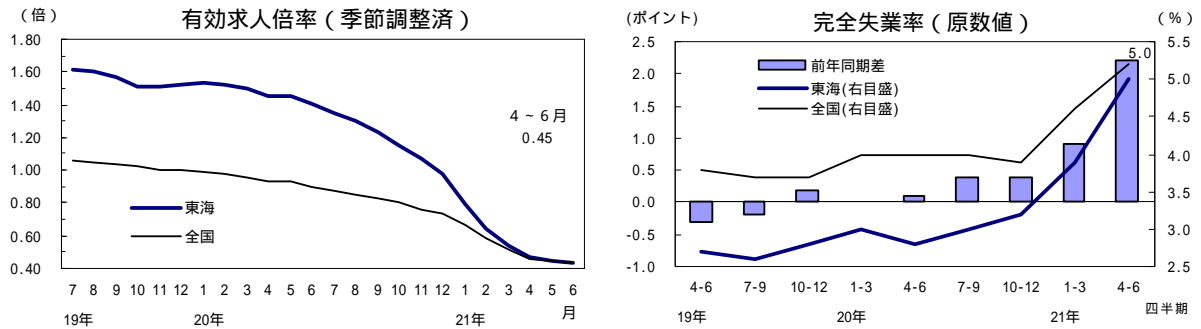 有効求人倍率（季節調整済）
（倍）
1.80
1.60
1.40
1.20
1.00
0.80
0.60
0.40
4～6月
0.45
東海
全国
7 8 9 10 11 12 1 2 3 4 5 6 7 8 9 10 11 12 1 2 3 4 5 6
月
19年 20年 21年
完全失業率（原数値）
(ポイント)
（％）
2.5
2.0
1.5
1.0
0.5
0.0
-0.5
-1.0
前年同期差
東海(右目盛)
全国(右目盛)
5.0
5.5
5.0
4.5
4.0
3.5
3.0
2.5
4-6 7-9 10-12 1-3 4-6 7-9 10-12 1-3 4-6
四半期
19年 20年 21年